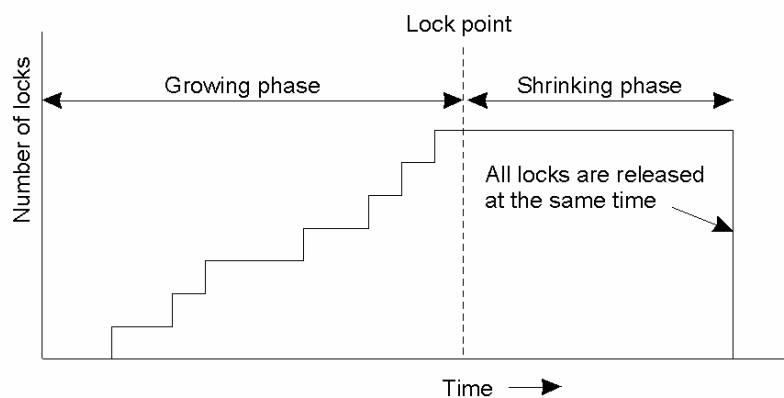 Lock point
Growing phase
Shrinking phase
Number of locks
All locks are released
at the same time
Time